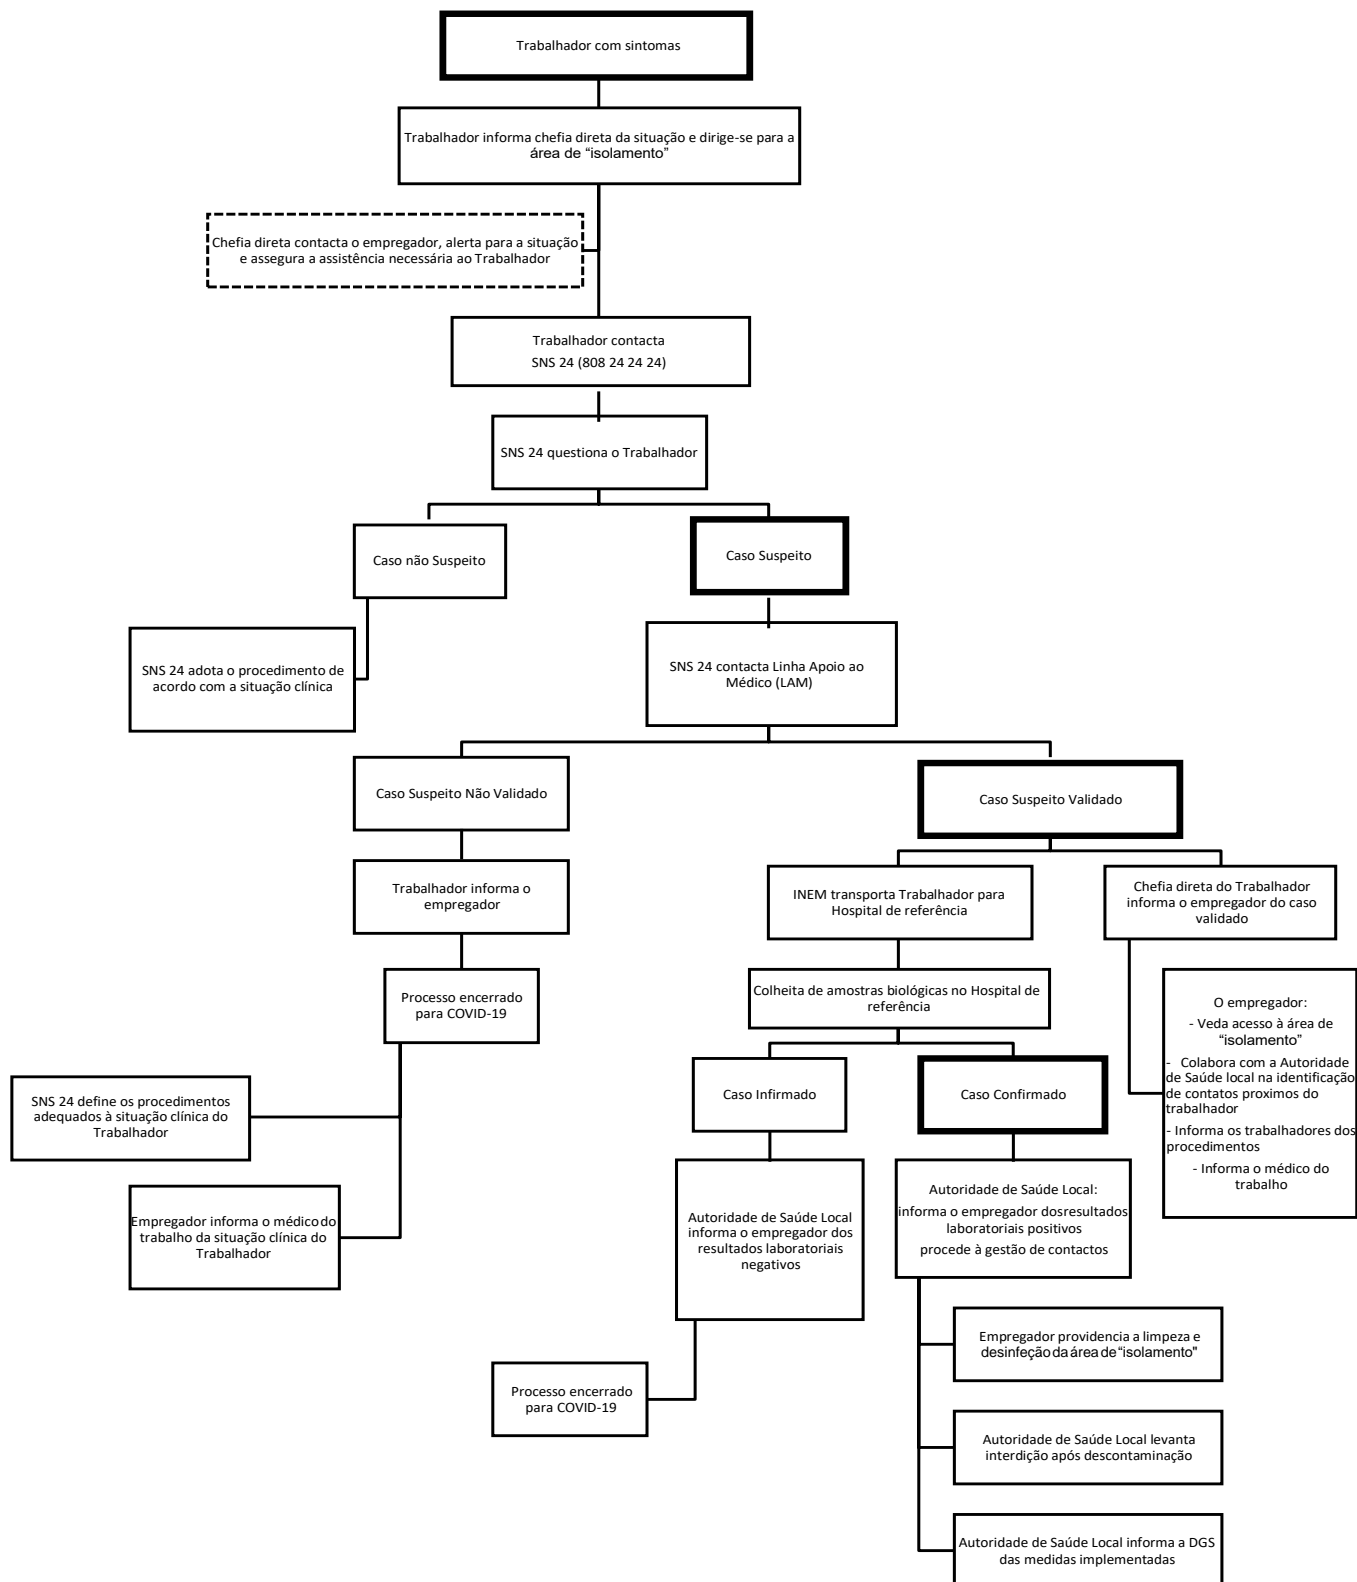 Trabalhador com sintomas
Trabalhador informa chefia direta da situação e dirige-se para a
área de “isolamento”
Chefia direta contacta o empregador, alerta para a situação
e assegura a assistência necessária ao Trabalhador
Trabalhador contacta
SNS 24 (808 24 24 24)
SNS 24 questiona o Trabalhador
Caso não Suspeito
Caso Suspeito
SNS 24 adota o procedimento de
acordo com a situação clínica
SNS 24 contacta Linha Apoio ao
Médico (LAM)
Caso Suspeito Não Validado
Caso Suspeito Validado
Trabalhador informa o
empregador
INEM transporta Trabalhador para
Hospital de referência
Chefia direta do Trabalhador
informa o empregador do caso
validado
Processo encerrado
para COVID-19
Colheita de amostras biológicas no Hospital de
referência
O empregador:
- Veda acesso à área de
“isolamento”
- Colabora com a Autoridade
de Saúde local na identificação
de contatos proximos do
trabalhador
- Informa os trabalhadores dos
procedimentos
- Informa o médico do
trabalho
SNS 24 define os procedimentos
adequados à situação clínica do
Trabalhador
Caso Infirmado
Caso Confirmado
Empregador informa o médico do
trabalho da situação clínica do
Trabalhador
Autoridade de Saúde Local
informa o empregador dos
resultados laboratoriais
negativos
Autoridade de Saúde Local:
informa o empregador dosresultados
laboratoriais positivos
procede à gestão de contactos
Processo encerrado
para COVID-19
Empregador providencia a limpeza e
desinfeção da área de “isolamento"
Autoridade de Saúde Local levanta
interdição após descontaminação
Autoridade de Saúde Local informa a DGS
das medidas implementadas